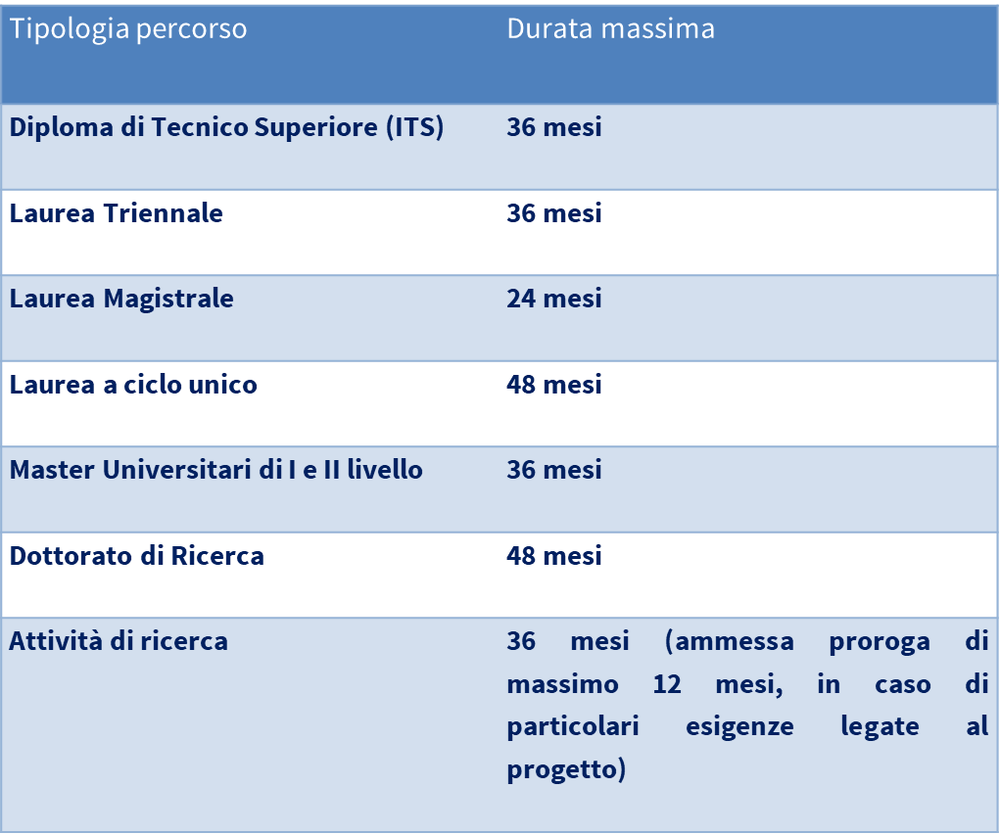 Tipologia percorso
Durata massima
Diploma di Tecnico Superiore (ITS)
36 mesi
Laurea Triennale
36 mesi
Laurea Magistrale
24 mesi
Laurea a ciclo unico
48 mesi
Master Universitari di I e II livello
36 mesi
Dottorato di Ricerca
48 mesi
Attività di ricerca
36 mesi (ammessa proroga di
massimo 12 mesi, in caso di
particolari esigenze legate al
progetto)